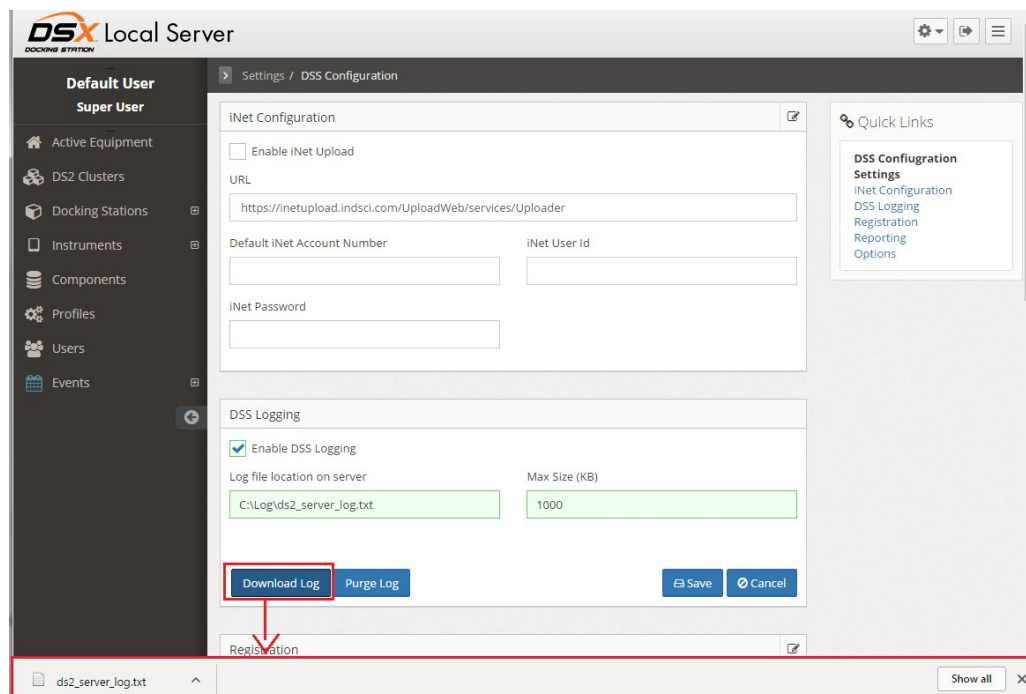 DSX Local Server
DOCKING STATION
Default User
Super User
Active Equipment
DS2 Clusters
Docking Stations
Instruments
Components
Profiles
Users
Events
Settings / DSS Configuration
iNet Configuration
Enable iNet Upload
URL
https://inetupload.indsci.com/UploadWeb/services/Uploader
Default iNet Account Number
iNet User Id
iNet Password
DSS Logging
Enable DSS Logging
Log file location on server
Max Size (KB)
C:\Log\ds2_server_log.txt
1000
Download Log
Purge Log
Save
Cancel
Registration
Quick Links
DSS Confiugration
Settings
iNet Configuration
DSS Logging
Registration
Reporting
Options
ds2_server_log.txt
Show all